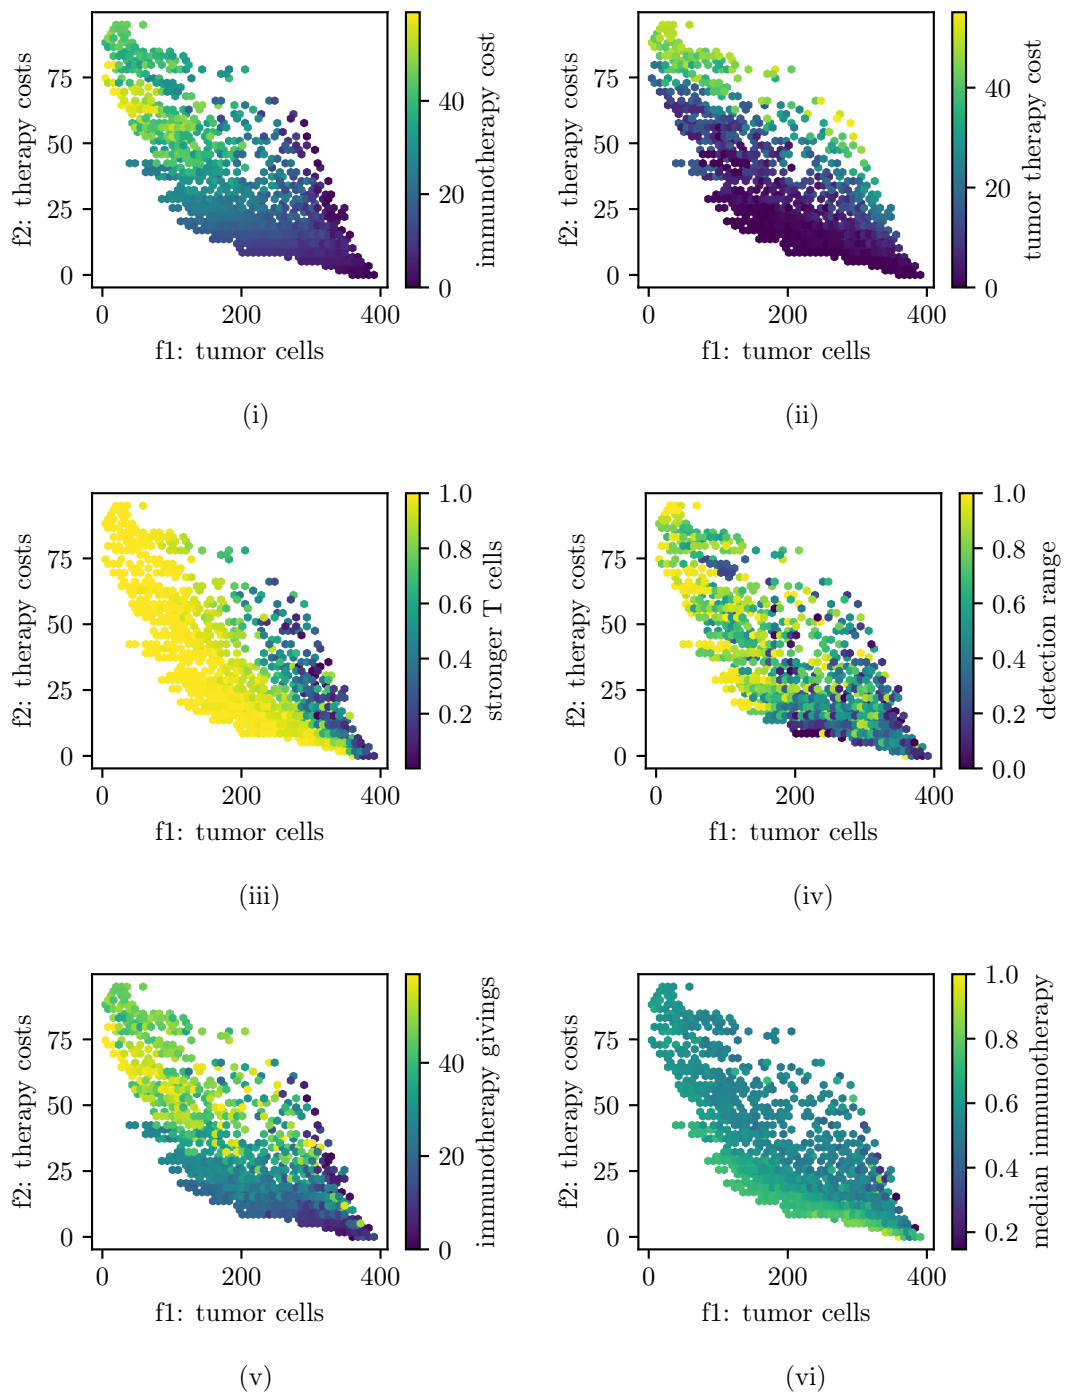 f2: therapy costs
75
50
25
0
0
200
400
f1: tumor cells
40
20
0
immunotherapy cost
(i)
f2: therapy costs
75
50
25
0
0
200
400
f1: tumor cells
40
20
0
tumor therapy cost
(ii)
f2: therapy costs
75
50
25
0
0
200
400
f1: tumor cells
1.0
0.8
0.6
0.4
0.2
stronger T cells
(iii)
f2: therapy costs
75
50
25
0
0
200
400
f1: tumor cells
1.0
0.8
0.6
0.4
0.2
0.0
detection range
(iv)
f2: therapy costs
75
50
25
0
0
200
400
f1: tumor cells
40
20
0
immunotherapy givings
(v)
f2: therapy costs
75
50
25
0
0
200
400
f1: tumor cells
1.0
0.8
0.6
0.4
0.2
median immunotherapy
(vi)